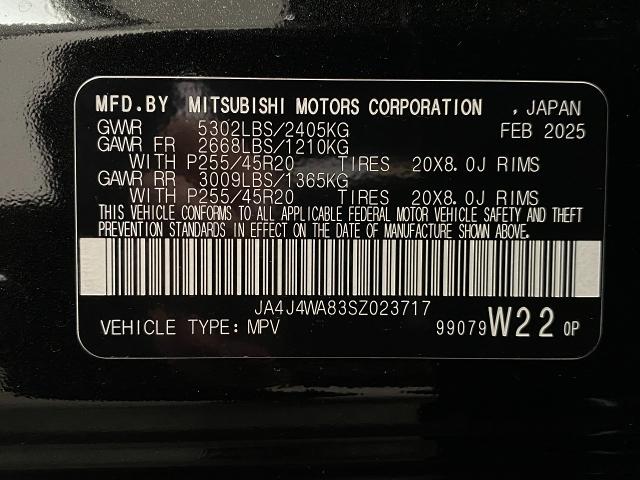 MFD.BY MITSUBISHI MOTORS CORPORATION , JAPAN
GWWR 5302LBS/2405KG FEB 2025
GAWR FR 2668LBS/1210KG
WITH P255/45R20 TIRES 20X8.0J RIMS
GAWR RR 3009LBS/1365KG
WITH P255/45R20 TIRES 20X8.0J RIMS
THIS VEHICLE CONFORMS TO ALL APPLICABLE FEDERAL MOTOR VEHICLE SAFETY AND THEFT
PREVENTION STANDARDS IN EFFECT ON THE DATE OF MANUFACTURE SHOWN ABOVE.
JA4J4WA83SZ023717
VEHICLE TYPE: MPV 99079 W22 0P